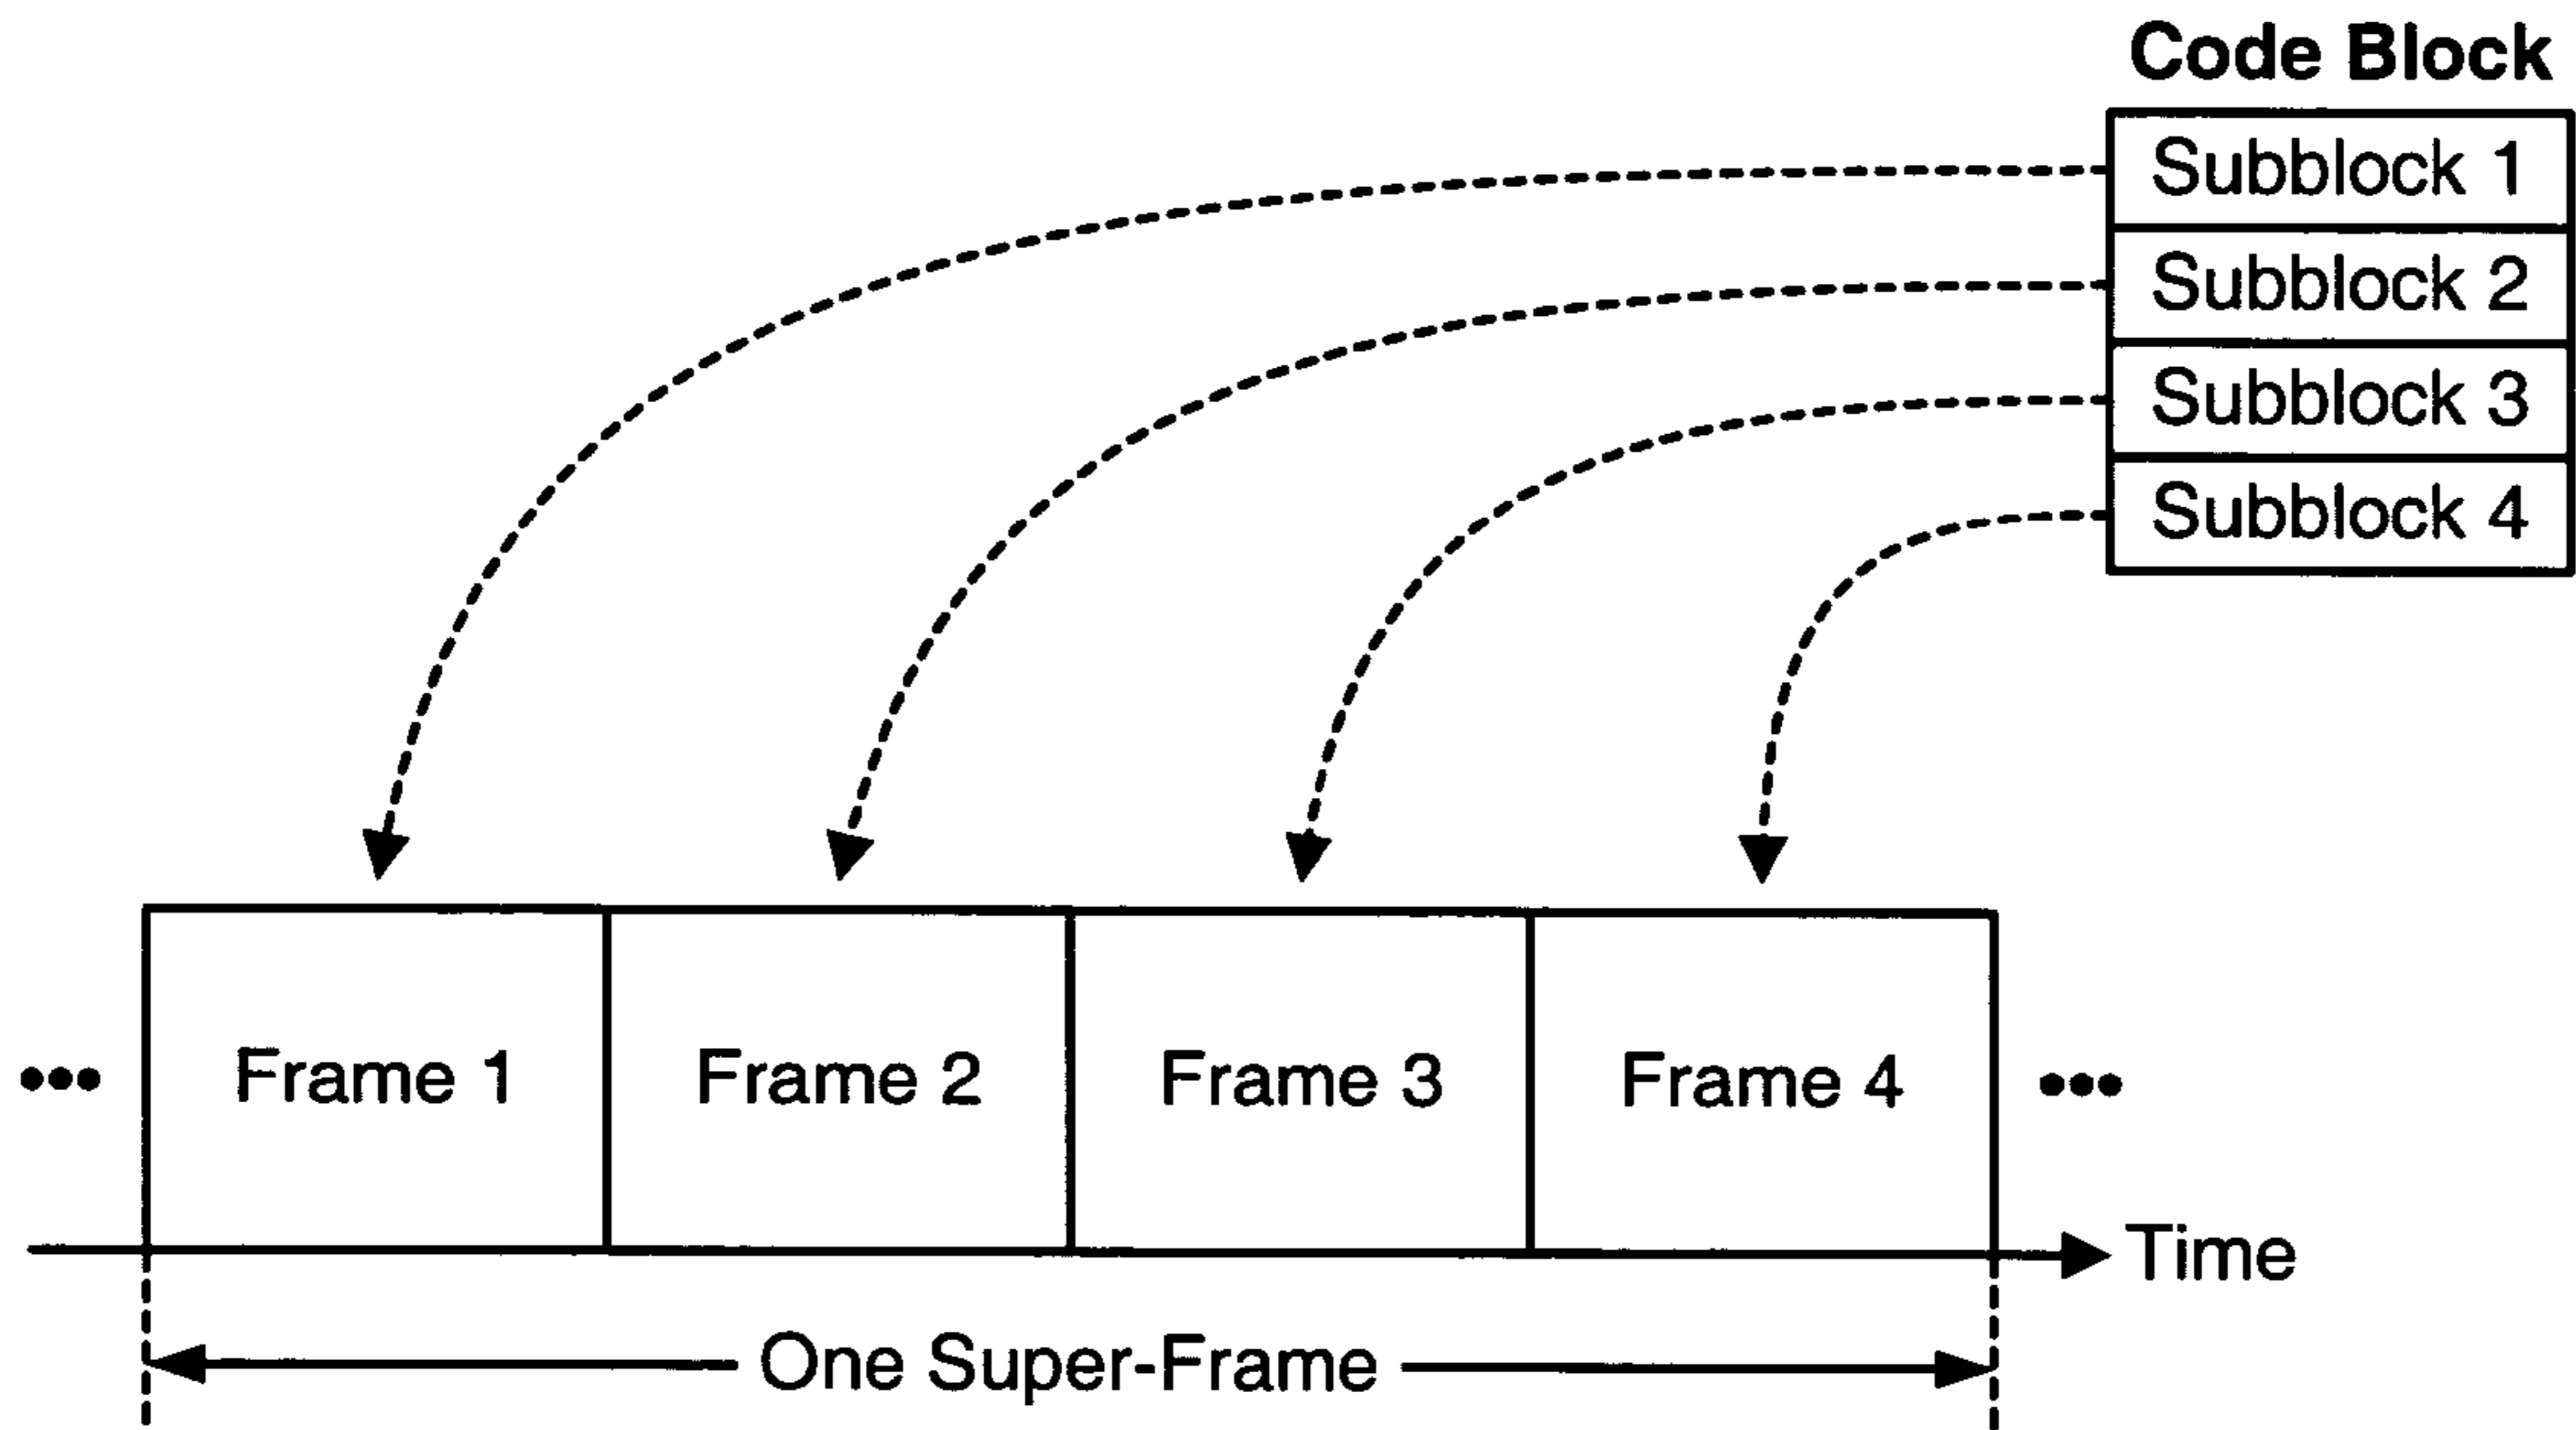 Code Block
Subblock 1
Subblock 2
Subblock 3
Subblock 4
••• Frame 1 Frame 2 Frame 3 Frame 4 •••
Time
One Super-Frame